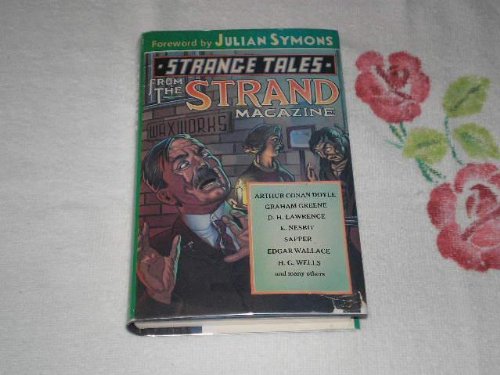 Foreword by JULIAN SYMONS
STRANGE TALES
FROM THE STRAND
MAGAZINE
WAXWORKS
ARTHUR CONAN DOYLE
GRAHAM GREENE
D. H. LAWRENCE
E. NESBIT
SAPPER
EDGAR WALLACE
H. G. WELLS
and many others